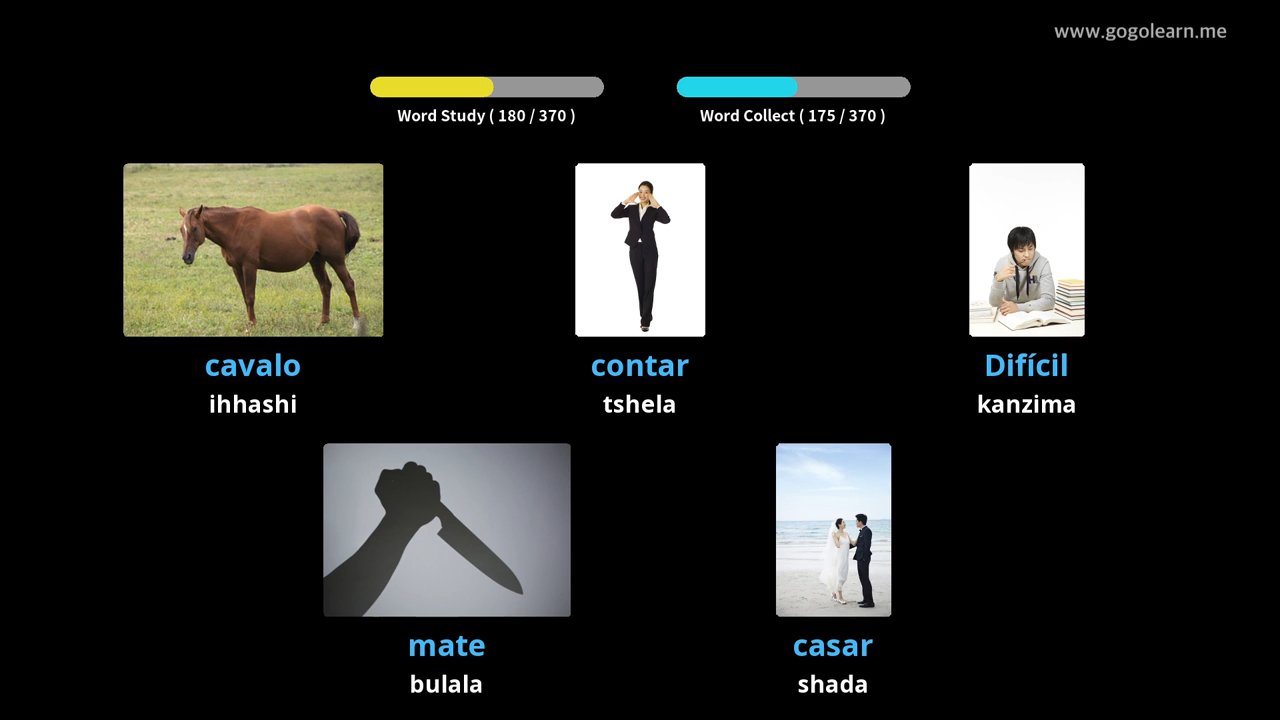 www.gogolearn.me
Word Study ( 180 / 370 )
Word Collect ( 175 / 370 )
cavalo
ihhashi
contar
tshela
Difícil
kanzima
mate
bulala
casar
shada